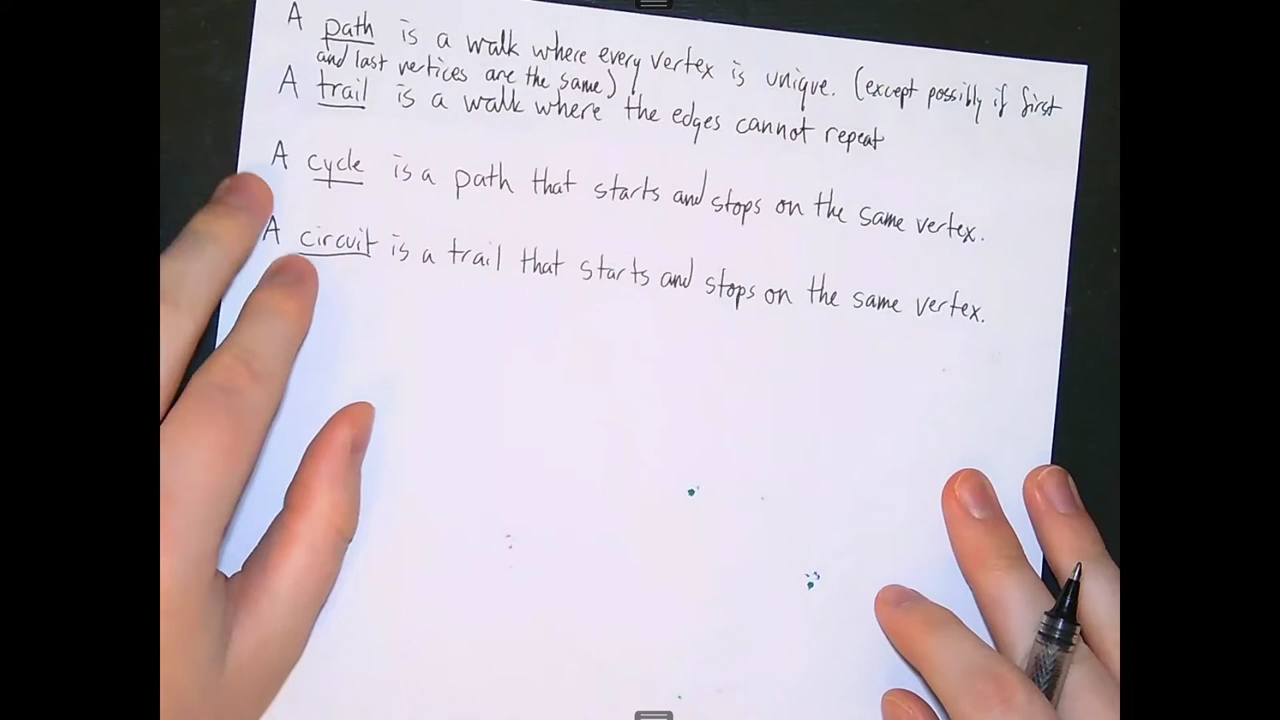 A path is a walk where every vertex is unique. (except possibly if first
and last vertices are the same)
A trail is a walk where the edges cannot repeat
A cycle is a path that starts and stops on the same vertex.
A circuit is a trail that starts and stops on the same vertex.